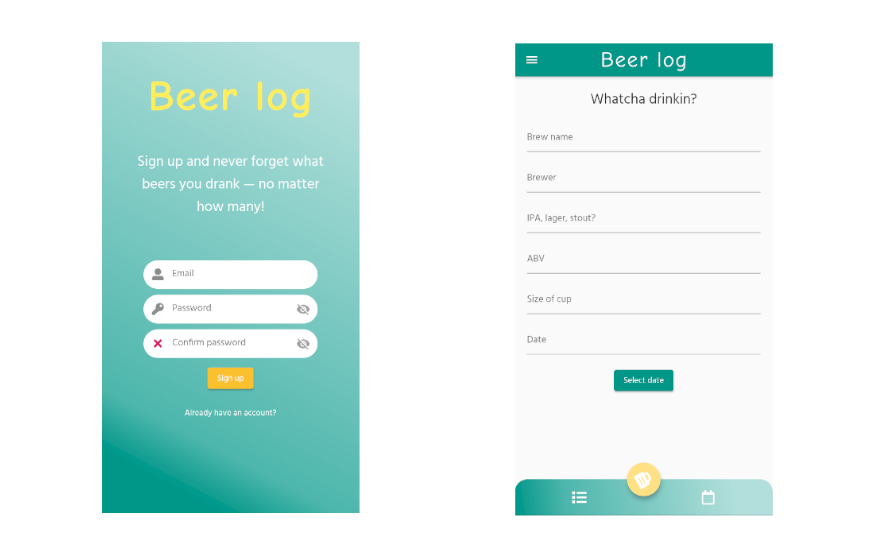 Beer log
Sign up and never forget what
beers you drank — no matter
how many!
Email
Password
Confirm password
Sign up
Already have an account?
Beer log
Whatcha drinkin?
Brew name
Brewer
IPA, lager, stout?
ABV
Size of cup
Date
Select date